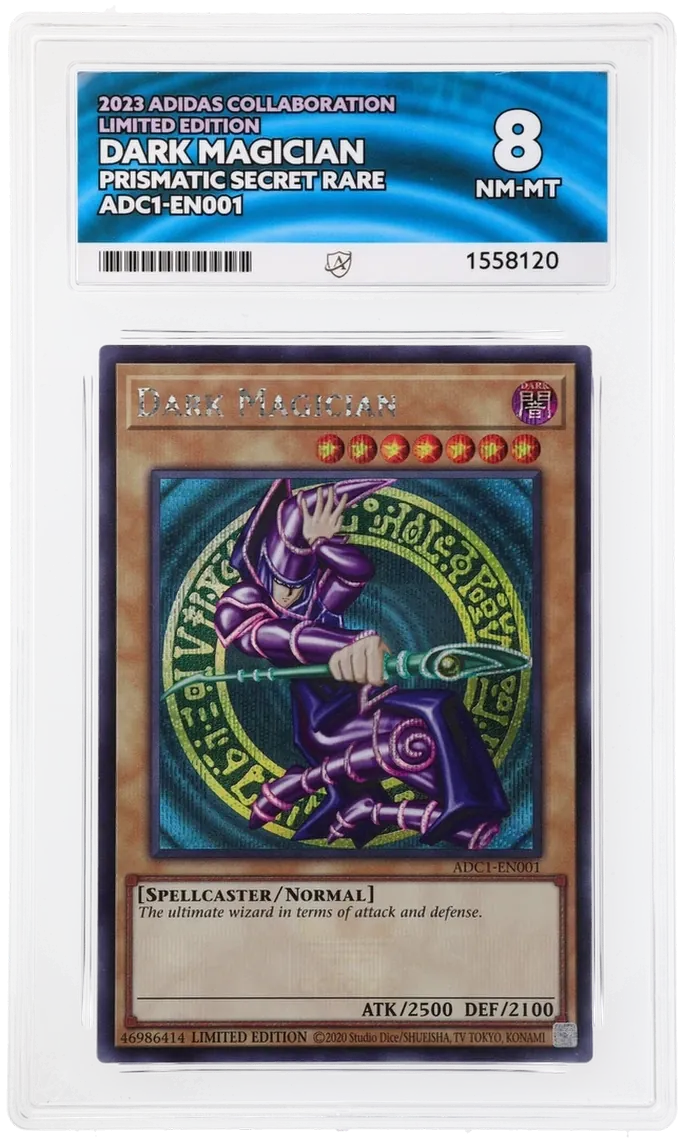 2023 ADIDAS COLLABORATION
LIMITED EDITION
DARK MAGICIAN
PRISMATIC SECRET RARE
ADC1-EN001
8
NM-MT
A
1558120
DARK MAGICIAN
DARK
闇
ADC1-EN001
[SPELLCASTER/NORMAL]
The ultimate wizard in terms of attack and defense.
ATK/2500 DEF/2100
46986414 LIMITED EDITION ©2020 Studio Dice/SHUEISHA, TV TOKYO, KONAMI